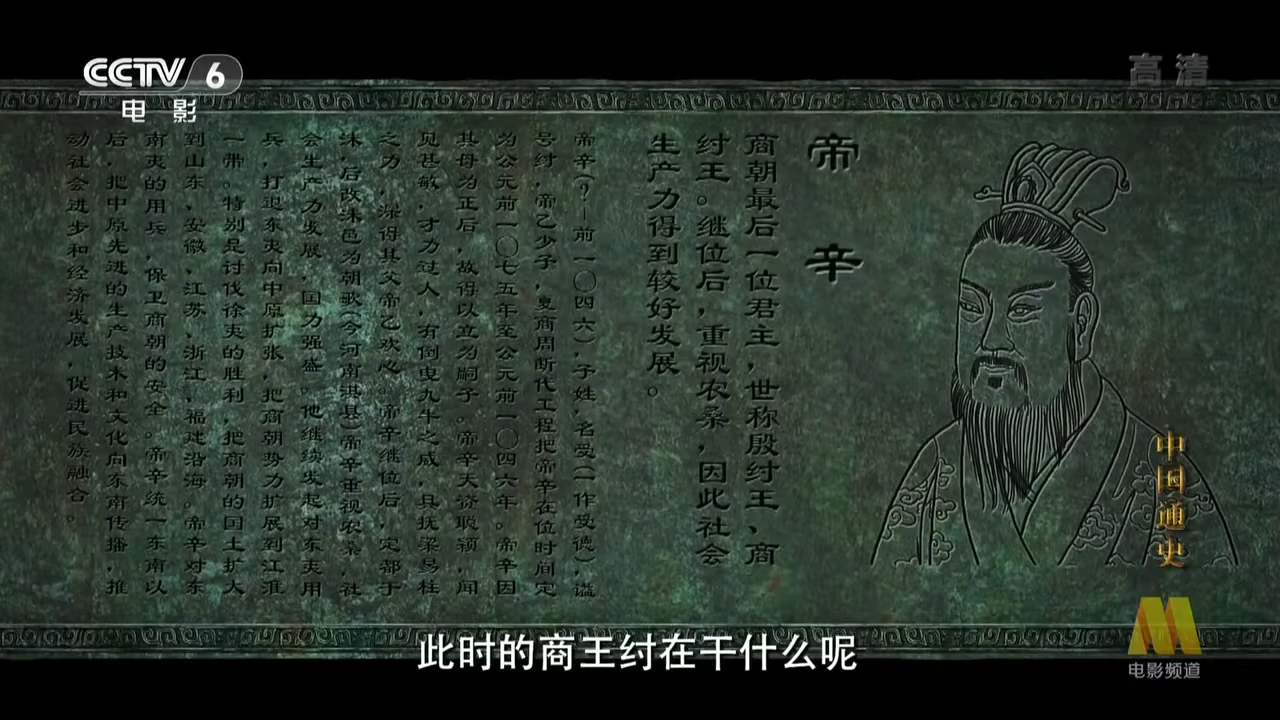 CCTV 6
电影
高清
帝辛
商朝最后一位君主，世称殷纣王、商
纣王。继位后，重视农桑，因此社会
生产力得到较好发展。
帝辛（？—前一〇四六），子姓，名受（一作受德），谥
号纣，帝乙少子，夏商周断代工程把帝辛在位时间定
为公元前一〇七五年至公元前一〇四六年。帝辛因
其母为正后，故得以立为嗣子。帝辛天资聪颖，闻
见甚敏，才力过人，有倒曳九牛之威，具抚梁易柱
之力，深得其父帝乙欢心。帝辛继位后，定都于
沬，后改沬邑为朝歌（今河南淇县）帝辛重视农桑，社
会生产力发展，国力强盛。他继续发起对东夷用
兵，打退东夷向中原扩张，把商朝势力扩展到江淮
一带。特别是讨伐徐夷的胜利，把商朝的国土扩大
到山东、安徽、江苏、浙江、福建沿海。帝辛对东
南夷的用兵，保卫商朝的安全。帝辛统一东南以
后，把中原先进的生产技术和文化向东南传播，推
动社会进步和经济发展，促进民族融合。
中国通史
电影频道
此时的商王纣在干什么呢